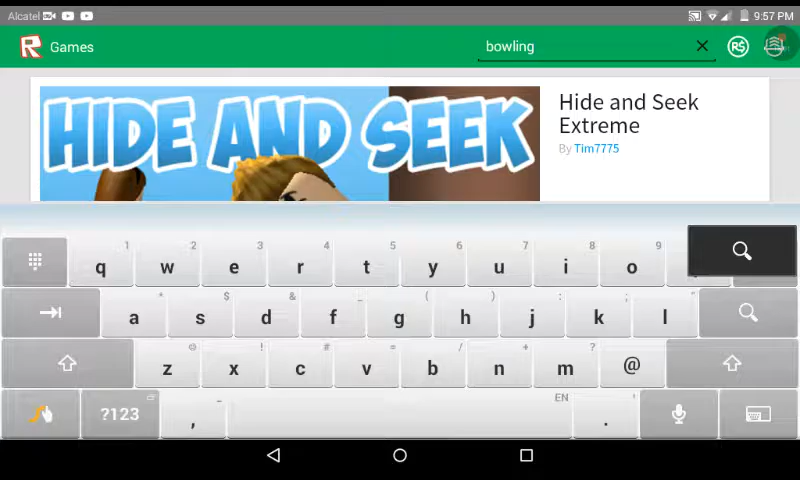 Alcatel 9:57 PM
R Games bowling R$
HIDE AND SEEK
Hide and Seek
Extreme
By Tim7775
1 2 3 4 5 6 7 8 9
q w e r t y u i o
* $ & _ ( ) : ; "
a s d f g h j k l
! # = / + ?
z x c v b n m @
EN
?123 , .